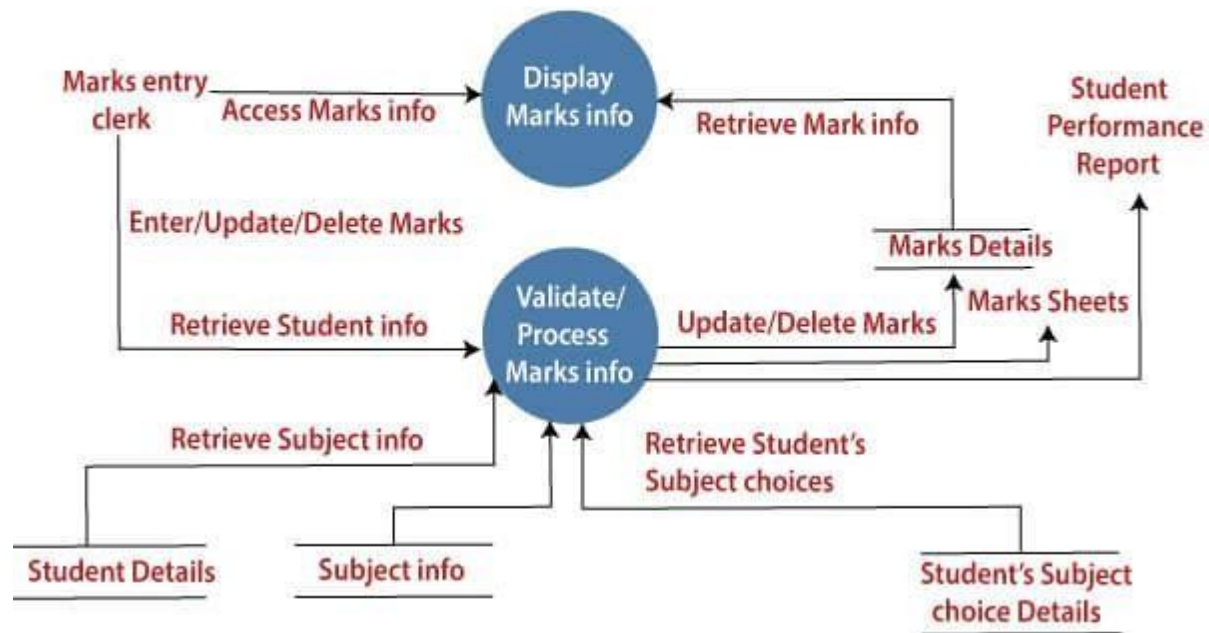 Marks entry
clerk
Access Marks info
Display
Marks info
Retrieve Mark info
Student
Performance
Report
Enter/Update/Delete Marks
Marks Details
Marks Sheets
Retrieve Student info
Validate/
Process
Marks info
Update/Delete Marks
Retrieve Subject info
Retrieve Student's
Subject choices
Student Details
Subject info
Student's Subject
choice Details